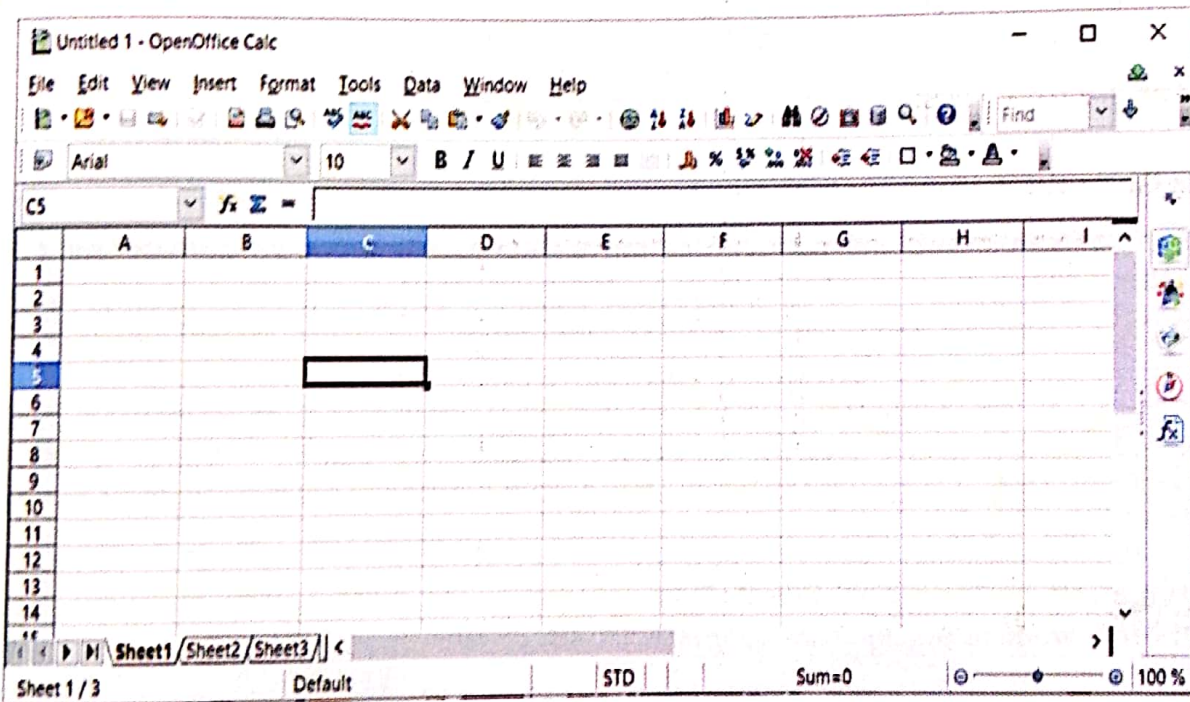 Untitled 1 - OpenOffice Calc
File Edit View Insert Format Tools Data Window Help
Find
Arial 10 B I U %
C5 fx Σ =
A B C D E F G H I
1
2
3
4
5
6
7
8
9
10
11
12
13
14
Sheet1 / Sheet2 / Sheet3
Sheet 1 / 3 Default STD Sum=0 100 %